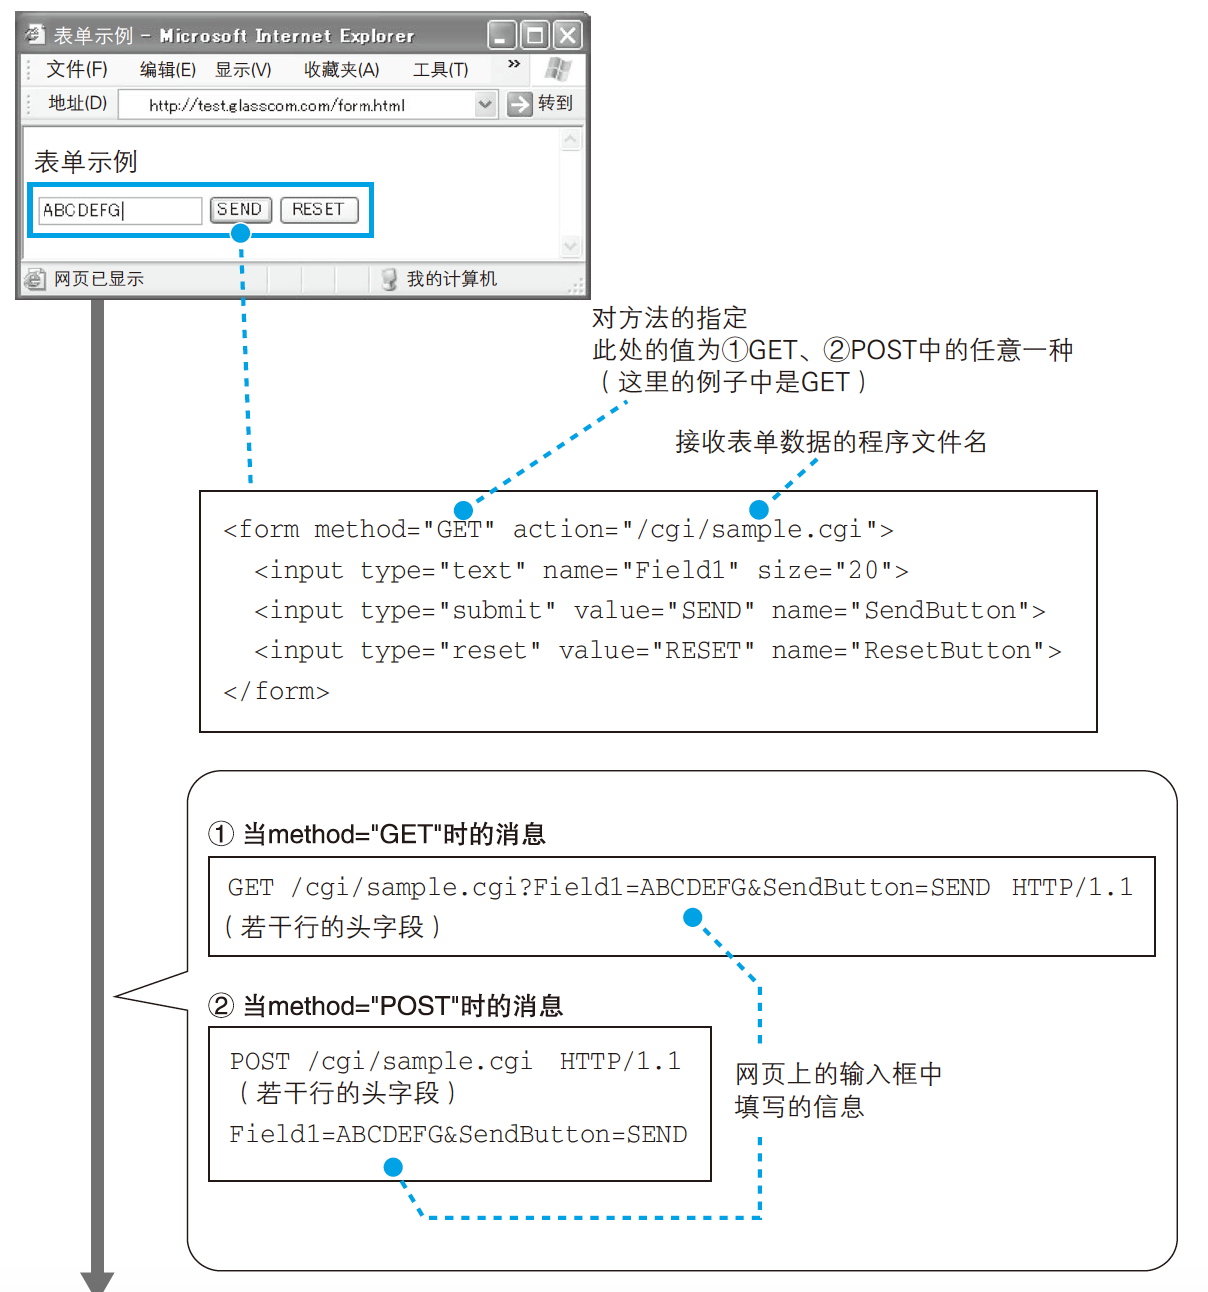 表单示例 - Microsoft Internet Explorer
文件(F) 编辑(E) 显示(V) 收藏夹(A) 工具(T) »
地址(D) http://test.glasscom.com/form.html 转到
表单示例
ABCDEFG SEND RESET
网页已显示 我的计算机
对方法的指定
此处的值为①GET、②POST中的任意一种
（这里的例子中是GET）
接收表单数据的程序文件名
<form method="GET" action="/cgi/sample.cgi">
<input type="text" name="Field1" size="20">
<input type="submit" value="SEND" name="SendButton">
<input type="reset" value="RESET" name="ResetButton">
</form>
① 当method="GET"时的消息
GET /cgi/sample.cgi?Field1=ABCDEFG&SendButton=SEND HTTP/1.1
（若干行的头字段）
② 当method="POST"时的消息
POST /cgi/sample.cgi HTTP/1.1
（若干行的头字段）
Field1=ABCDEFG&SendButton=SEND
网页上的输入框中
填写的信息